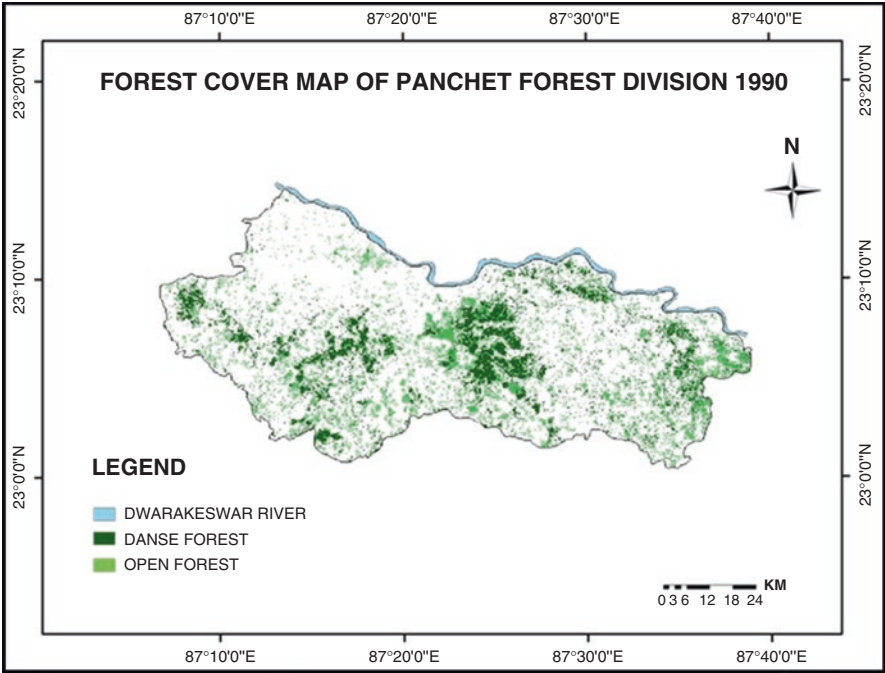 87°10'0"E 87°20'0"E 87°30'0"E 87°40'0"E
23°20'0"N
23°20'0"N
FOREST COVER MAP OF PANCHET FOREST DIVISION 1990
N
23°10'0"N
23°10'0"N
LEGEND
23°0'0"N
23°0'0"N
DWARAKESWAR RIVER
DANSE FOREST
OPEN FOREST
KM
0 3 6 12 18 24
87°10'0"E 87°20'0"E 87°30'0"E 87°40'0"E